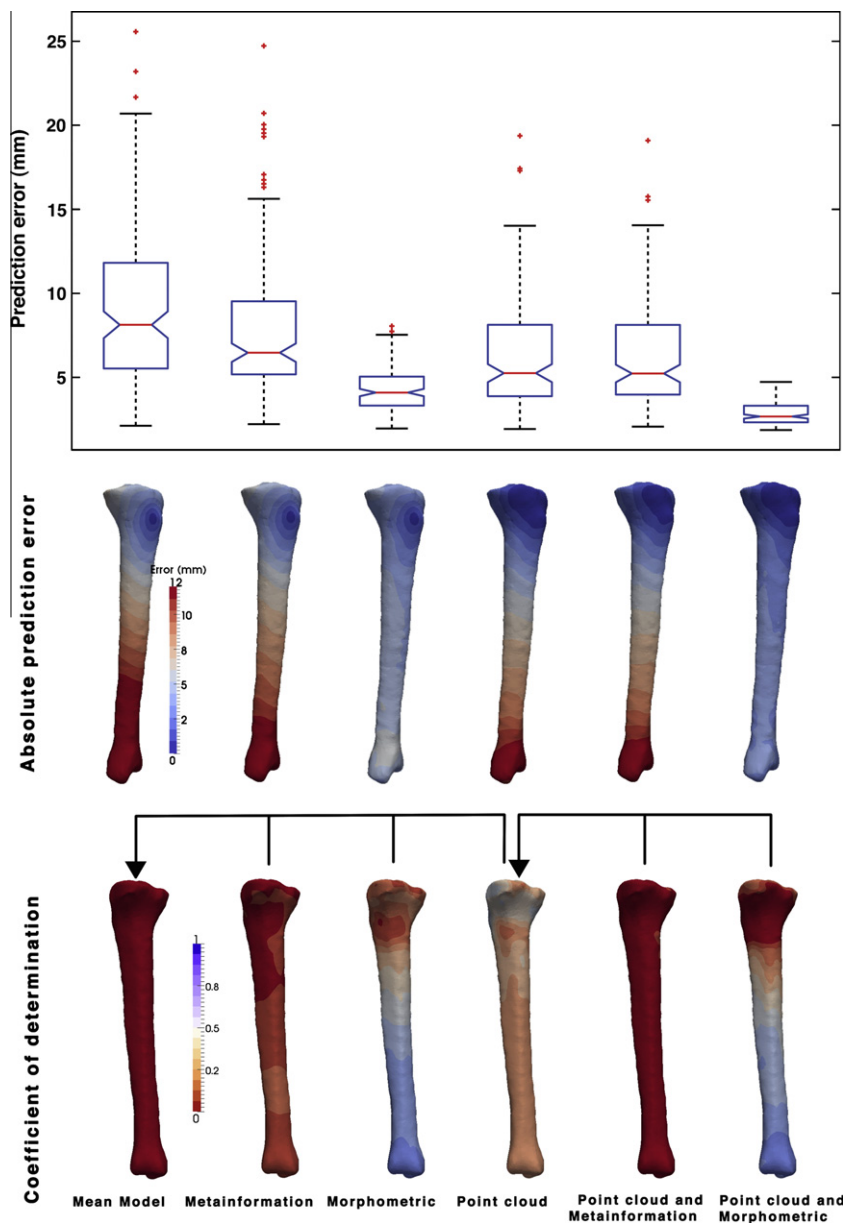 25
20
15
10
5
Prediction error (mm)
Absolute prediction error
Error (mm)
12
10
8
5
2
0
Coefficient of determination
1
0.8
0.5
0.2
0
Mean Model
Metainformation
Morphometric
Point cloud
Point cloud and
Metainformation
Point cloud and
Morphometric